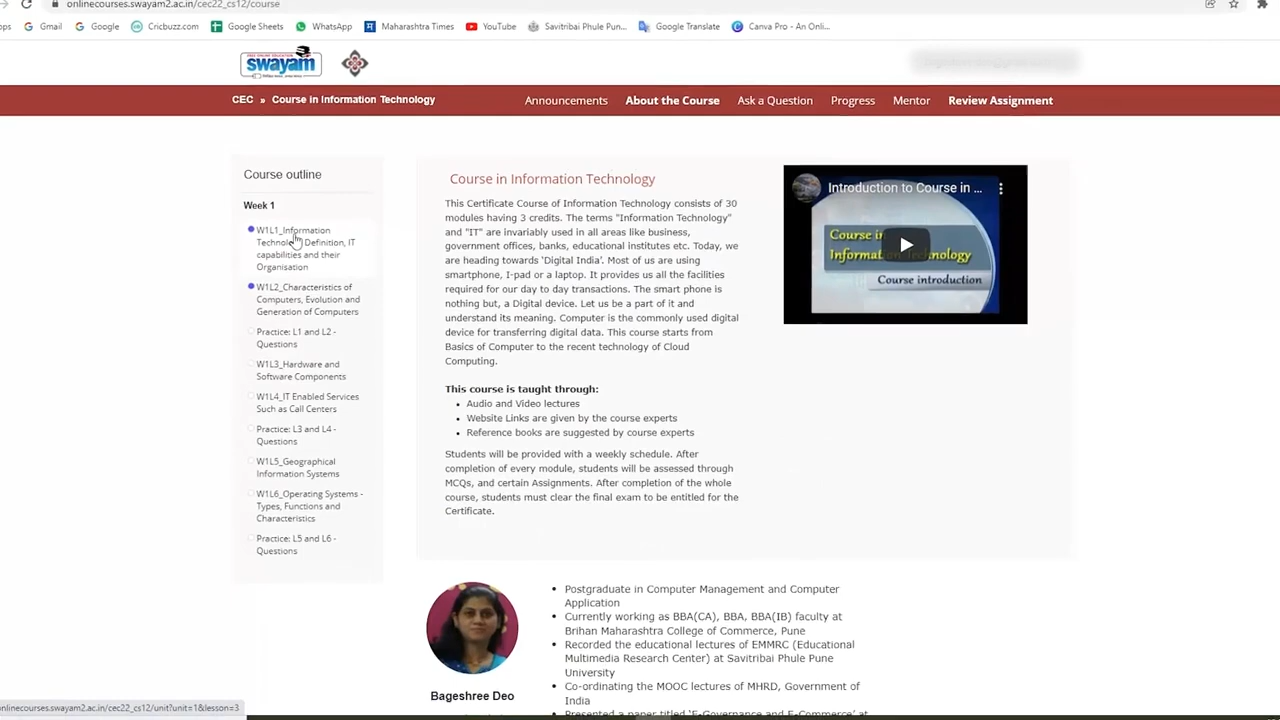 onlinecourses.swayam2.ac.in/cec22_cs12/course
Gmail
Google
Cricbuzz.com
Google Sheets
WhatsApp
Maharashtra Times
YouTube
Savitribai Phule Pun...
Google Translate
Canva Pro - An Onli...
swayam
CEC » Course in Information Technology
Announcements
About the Course
Ask a Question
Progress
Mentor
Review Assignment
Course outline
Week 1
W1L1_Information
Technology Definition, IT
capabilities and their
Organisation
W1L2_Characteristics of
Computers, Evolution and
Generation of Computers
Practice: L1 and L2 -
Questions
W1L3_Hardware and
Software Components
W1L4_IT Enabled Services
Such as Call Centers
Practice: L3 and L4 -
Questions
W1L5_Geographical
Information Systems
W1L6_Operating Systems -
Types, Functions and
Characteristics
Practice: L5 and L6 -
Questions
Course in Information Technology
This Certificate Course of Information Technology consists of 30
modules having 3 credits. The terms "Information Technology"
and "IT" are invariably used in all areas like business,
government offices, banks, educational institutes etc. Today, we
are heading towards ‘Digital India’. Most of us are using
smartphone, I-pad or a laptop. It provides us all the facilities
required for our day to day transactions. The smart phone is
nothing but, a Digital device. Let us be a part of it and
understand its meaning. Computer is the commonly used digital
device for transferring digital data. This course starts from
Basics of Computer to the recent technology of Cloud
Computing.
This course is taught through:
Audio and Video lectures
Website Links are given by the course experts
Reference books are suggested by course experts
Students will be provided with a weekly schedule. After
completion of every module, students will be assessed through
MCQs, and certain Assignments. After completion of the whole
course, students must clear the final exam to be entitled for the
Certificate.
Introduction to Course in ...
Course in
Information Technology
Course introduction
Bageshree Deo
Postgraduate in Computer Management and Computer
Application
Currently working as BBA(CA), BBA, BBA(IB) faculty at
Brihan Maharashtra College of Commerce, Pune
Recorded the educational lectures of EMMRC (Educational
Multimedia Research Center) at Savitribai Phule Pune
University
Co-ordinating the MOOC lectures of MHRD, Government of
India
Presented a paper titled 'E-Governance and E-Commerce' at
onlinecourses.swayam2.ac.in/cec22_cs12/unit?unit=1&lesson=3